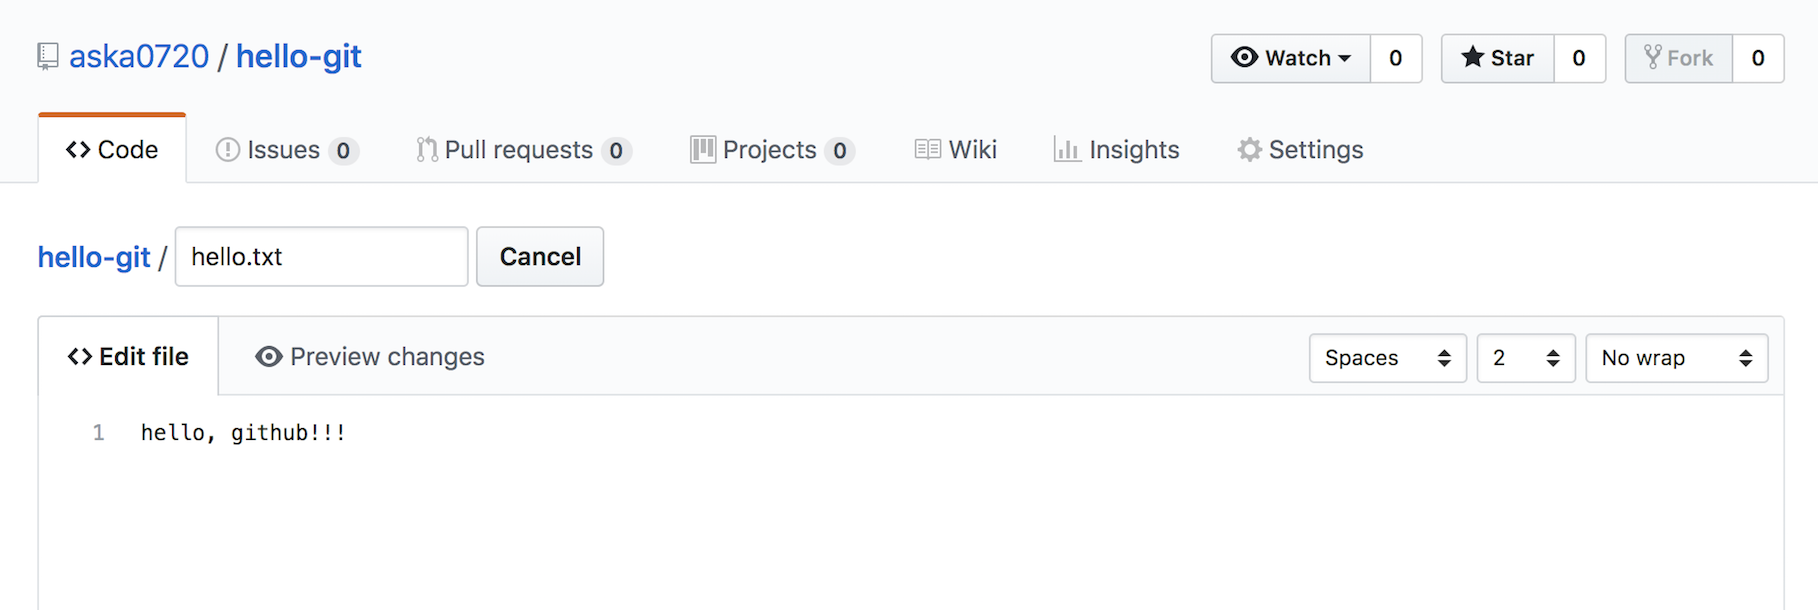 aska0720 / hello-git
Watch 0 Star 0 Fork 0
Code Issues 0 Pull requests 0 Projects 0 Wiki Insights Settings
hello-git / hello.txt Cancel
Edit file Preview changes Spaces 2 No wrap
1 hello, github!!!